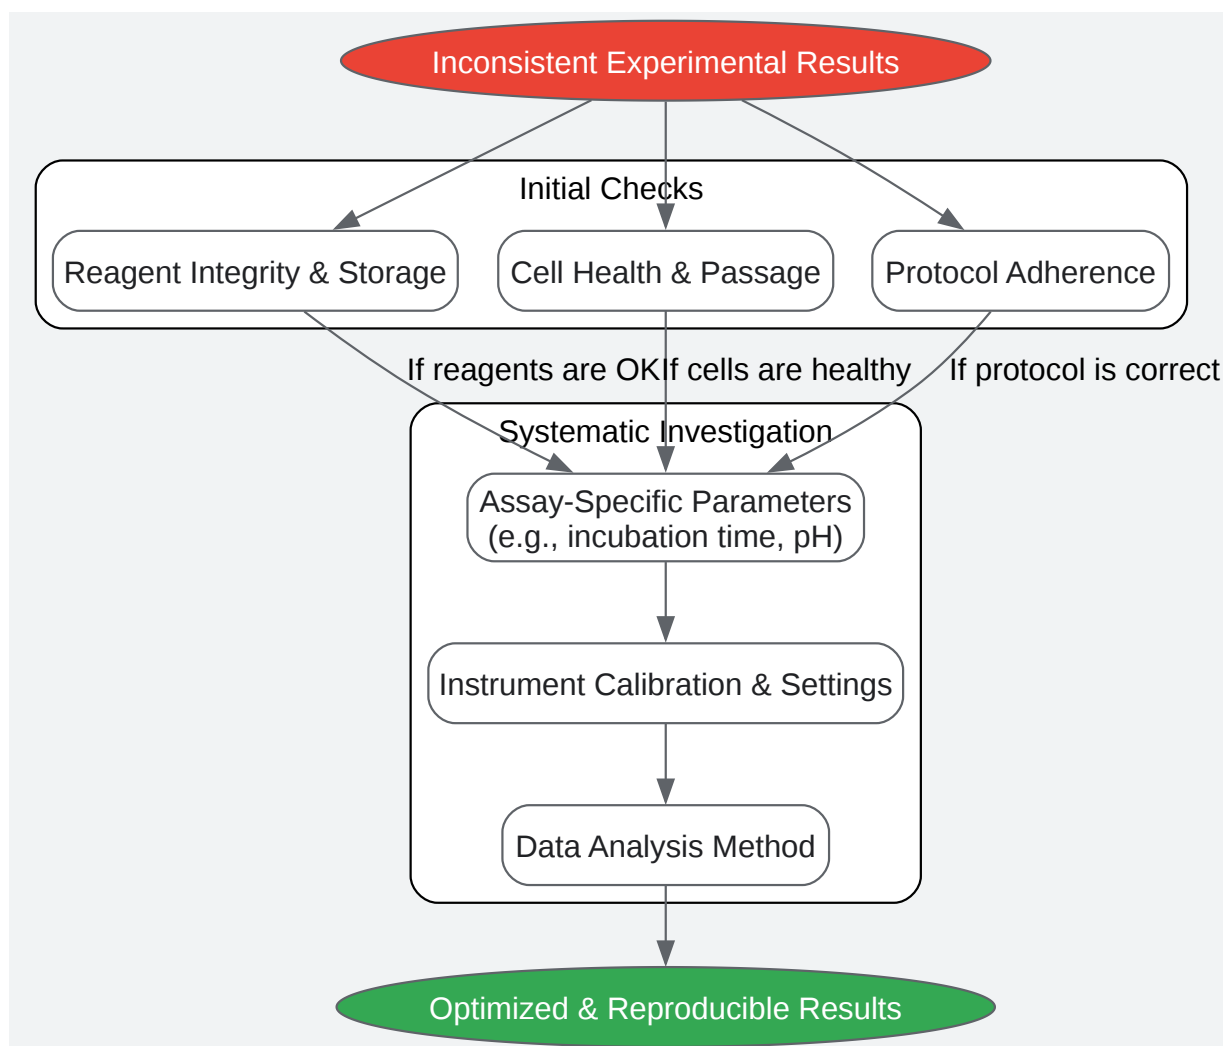 Inconsistent Experimental Results
Initial Checks
Reagent Integrity & Storage
Cell Health & Passage
Protocol Adherence
If reagents are OK
If cells are healthy
If protocol is correct
Systematic Investigation
Assay-Specific Parameters
(e.g., incubation time, pH)
Instrument Calibration & Settings
Data Analysis Method
Optimized & Reproducible Results